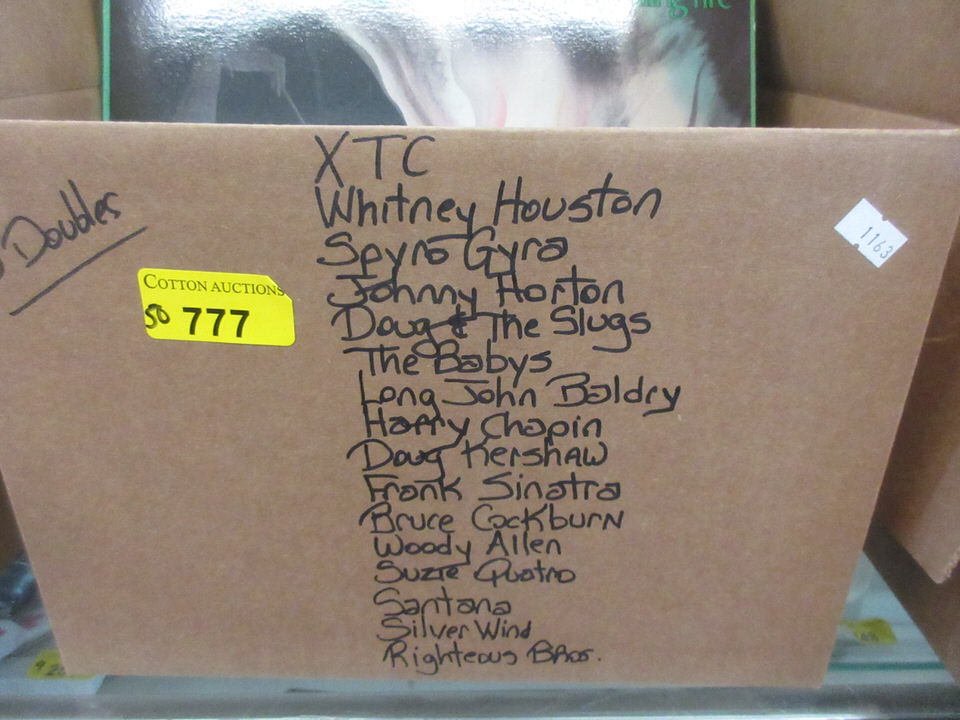 XTC
Whitney Houston
Spyro Gyra
Johnny Horton
Doug & The Slugs
The Babys
Long John Baldry
Harry Chapin
Doug Kershaw
Frank Sinatra
Bruce Cockburn
Woody Allen
Suzie Quatro
Santana
Silver Wind
Righteous Bros.
Doubles
COTTON AUCTIONS
50 777
1163